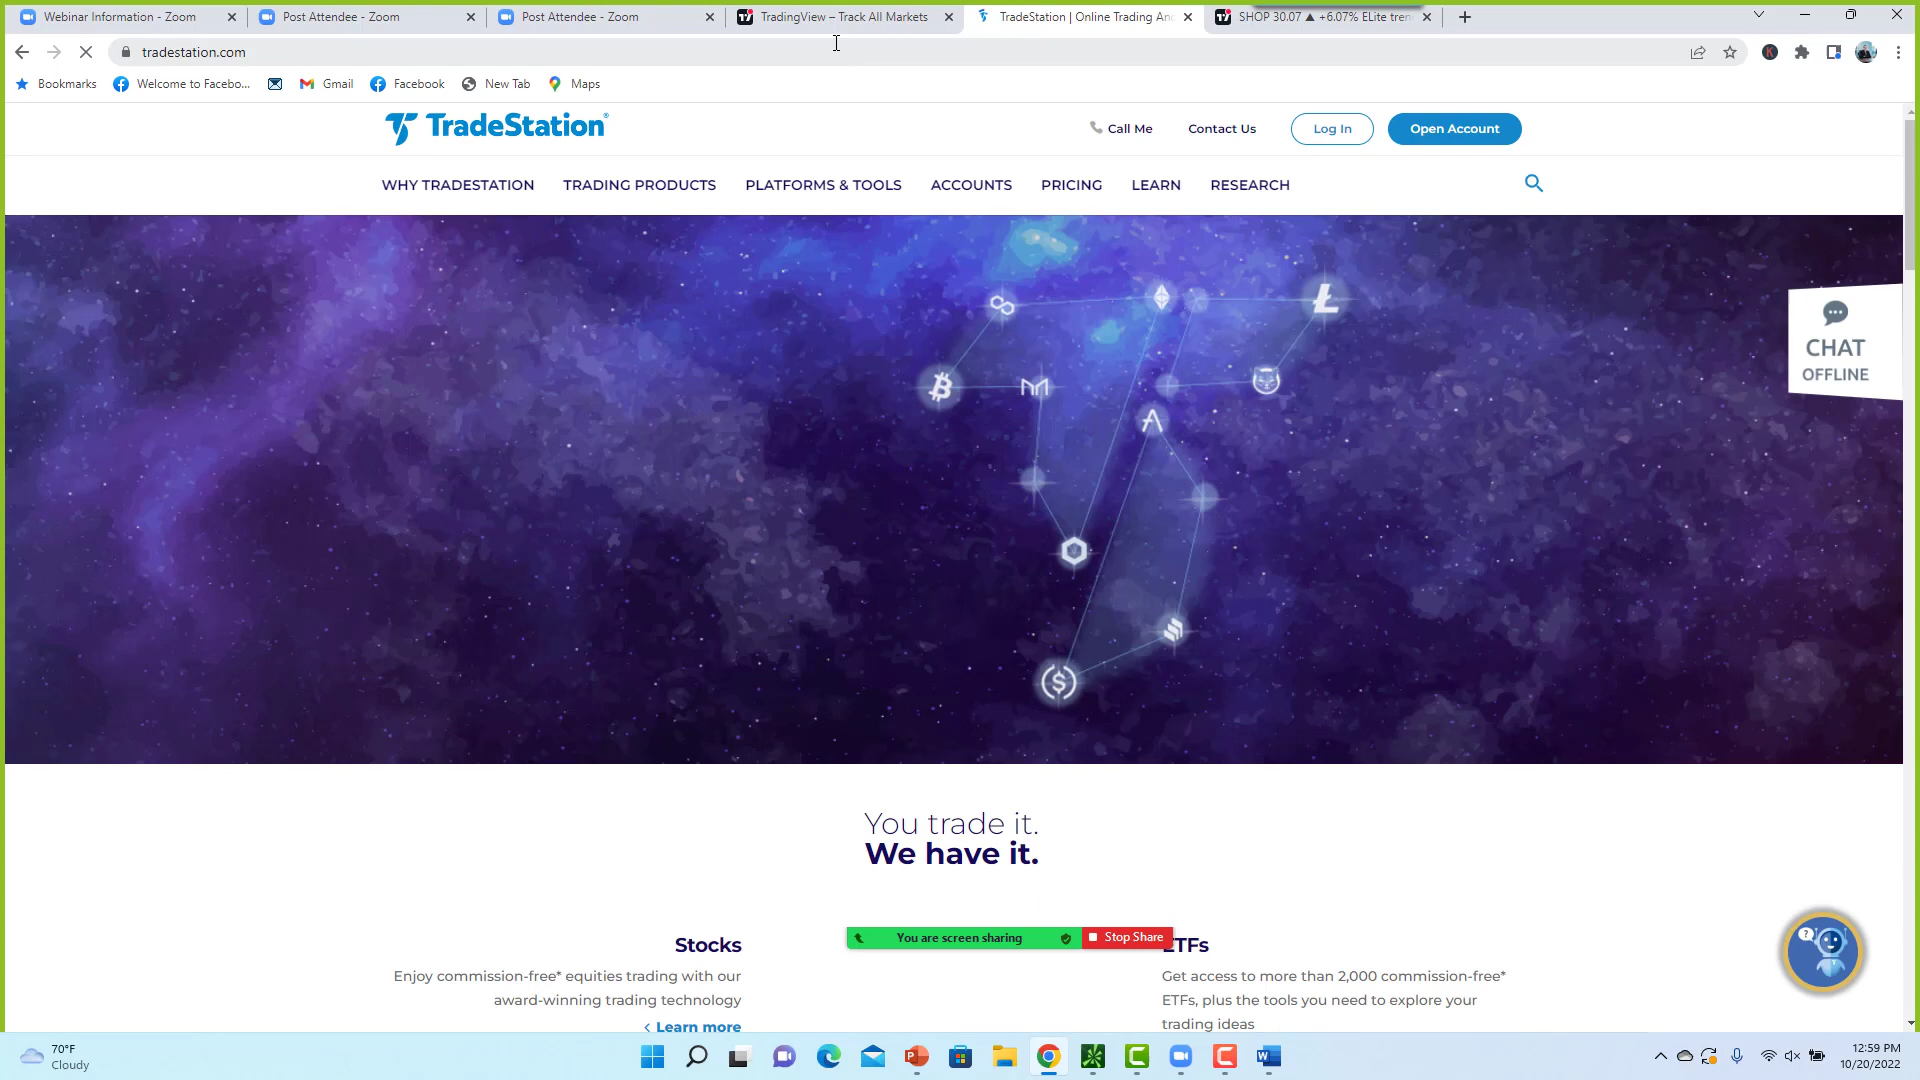 Webinar Information - Zoom
Post Attendee - Zoom
Post Attendee - Zoom
TradingView – Track All Markets
TradeStation | Online Trading An
SHOP 30.07 ▲ +6.07% ELite tren
tradestation.com
Bookmarks
Welcome to Facebo...
Gmail
Facebook
New Tab
Maps
TradeStation®
Call Me
Contact Us
Log In
Open Account
WHY TRADESTATION
TRADING PRODUCTS
PLATFORMS & TOOLS
ACCOUNTS
PRICING
LEARN
RESEARCH
CHAT
OFFLINE
You trade it.
We have it.
Stocks
Enjoy commission-free* equities trading with our
award-winning trading technology
< Learn more
You are screen sharing
Stop Share
ETFs
Get access to more than 2,000 commission-free*
ETFs, plus the tools you need to explore your
trading ideas
70°F
Cloudy
12:59 PM
10/20/2022